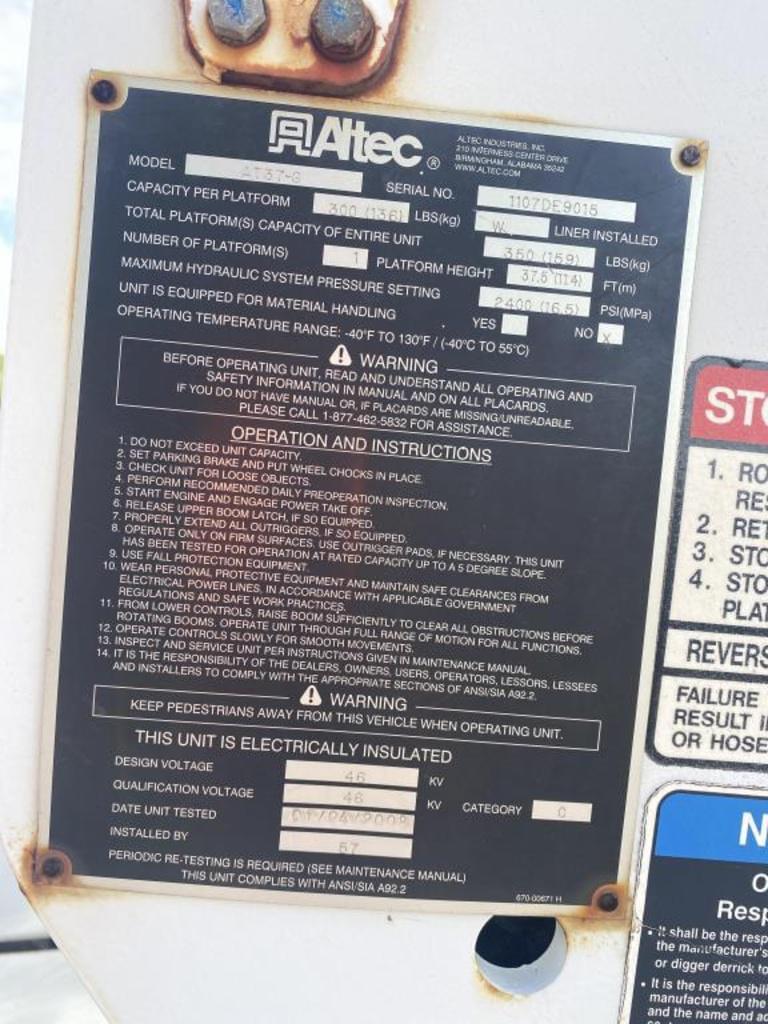 Altec®
ALTEC INDUSTRIES, INC.
210 INVERNESS CENTER DRIVE
BIRMINGHAM, ALABAMA 35242
WWW.ALTEC.COM
MODEL AT37-G SERIAL NO. 1107DE9015
CAPACITY PER PLATFORM 300 (136) LBS(kg) W. LINER INSTALLED
TOTAL PLATFORM(S) CAPACITY OF ENTIRE UNIT 350 (159) LBS(kg)
NUMBER OF PLATFORM(S) 1 PLATFORM HEIGHT 37.5 (11.4) FT(m)
MAXIMUM HYDRAULIC SYSTEM PRESSURE SETTING 2400 (16.5) PSI(MPa)
UNIT IS EQUIPPED FOR MATERIAL HANDLING YES NO X
OPERATING TEMPERATURE RANGE: -40°F TO 130°F / (-40°C TO 55°C)
WARNING
BEFORE OPERATING UNIT, READ AND UNDERSTAND ALL OPERATING AND
SAFETY INFORMATION IN MANUAL AND ON ALL PLACARDS.
IF YOU DO NOT HAVE MANUAL OR, IF PLACARDS ARE MISSING/UNREADABLE,
PLEASE CALL 1-877-462-5832 FOR ASSISTANCE.
OPERATION AND INSTRUCTIONS
1. DO NOT EXCEED UNIT CAPACITY.
2. SET PARKING BRAKE AND PUT WHEEL CHOCKS IN PLACE.
3. CHECK UNIT FOR LOOSE OBJECTS.
4. PERFORM RECOMMENDED DAILY PREOPERATION INSPECTION.
5. START ENGINE AND ENGAGE POWER TAKE OFF.
6. RELEASE UPPER BOOM LATCH, IF SO EQUIPPED.
7. PROPERLY EXTEND ALL OUTRIGGERS, IF SO EQUIPPED.
8. OPERATE ONLY ON FIRM SURFACES. USE OUTRIGGER PADS, IF NECESSARY. THIS UNIT
HAS BEEN TESTED FOR OPERATION AT RATED CAPACITY UP TO A 5 DEGREE SLOPE.
9. USE FALL PROTECTION EQUIPMENT.
10. WEAR PERSONAL PROTECTIVE EQUIPMENT AND MAINTAIN SAFE CLEARANCES FROM
ELECTRICAL POWER LINES, IN ACCORDANCE WITH APPLICABLE GOVERNMENT
REGULATIONS AND SAFE WORK PRACTICES.
11. FROM LOWER CONTROLS, RAISE BOOM SUFFICIENTLY TO CLEAR ALL OBSTRUCTIONS BEFORE
ROTATING BOOMS. OPERATE UNIT THROUGH FULL RANGE OF MOTION FOR ALL FUNCTIONS.
12. OPERATE CONTROLS SLOWLY FOR SMOOTH MOVEMENTS.
13. INSPECT AND SERVICE UNIT PER INSTRUCTIONS GIVEN IN MAINTENANCE MANUAL.
14. IT IS THE RESPONSIBILITY OF THE DEALERS, OWNERS, USERS, OPERATORS, LESSORS, LESSEES
AND INSTALLERS TO COMPLY WITH THE APPROPRIATE SECTIONS OF ANSI/SIA A92.2.
WARNING
KEEP PEDESTRIANS AWAY FROM THIS VEHICLE WHEN OPERATING UNIT.
THIS UNIT IS ELECTRICALLY INSULATED
DESIGN VOLTAGE 46 KV
QUALIFICATION VOLTAGE 46 KV CATEGORY C
DATE UNIT TESTED 01/24/2008
INSTALLED BY 67
PERIODIC RE-TESTING IS REQUIRED (SEE MAINTENANCE MANUAL)
THIS UNIT COMPLIES WITH ANSI/SIA A92.2
670-00671 H
STO
1. RO
RES
2. RET
3. STO
4. STO
PLAT
REVERS
FAILURE
RESULT I
OR HOSE
N
O
Resp
• It shall be the resp
the manufacturer's
or digger derrick to
• It is the responsibili
manufacturer of the
and the name and ad